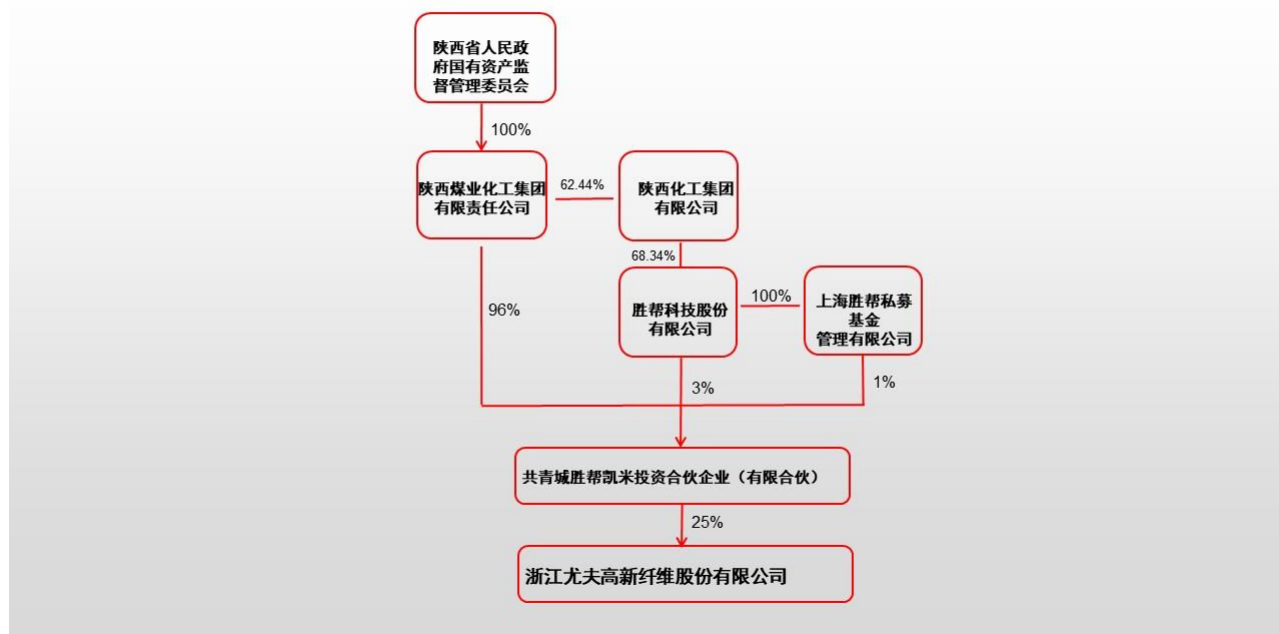 陕西省人民政
府国有资产监
督管理委员会
100%
陕西煤业化工集团
有限责任公司
62.44%
陕西化工集团
有限公司
68.34%
96%
胜帮科技股份
有限公司
100%
上海胜帮私募
基金
管理有限公司
3%
1%
共青城胜帮凯米投资合伙企业（有限合伙）
25%
浙江尤夫高新纤维股份有限公司